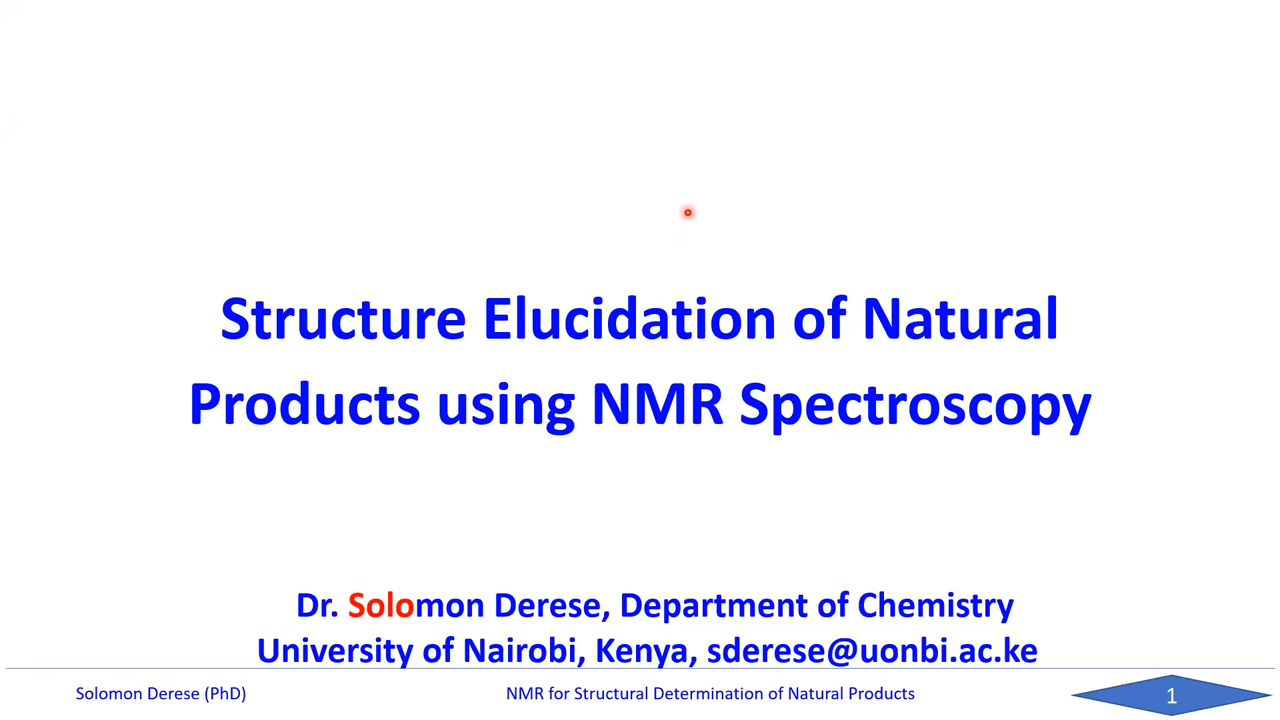 Structure Elucidation of Natural
Products using NMR Spectroscopy
Dr. Solomon Derese, Department of Chemistry
University of Nairobi, Kenya, sderese@uonbi.ac.ke
Solomon Derese (PhD) NMR for Structural Determination of Natural Products 1